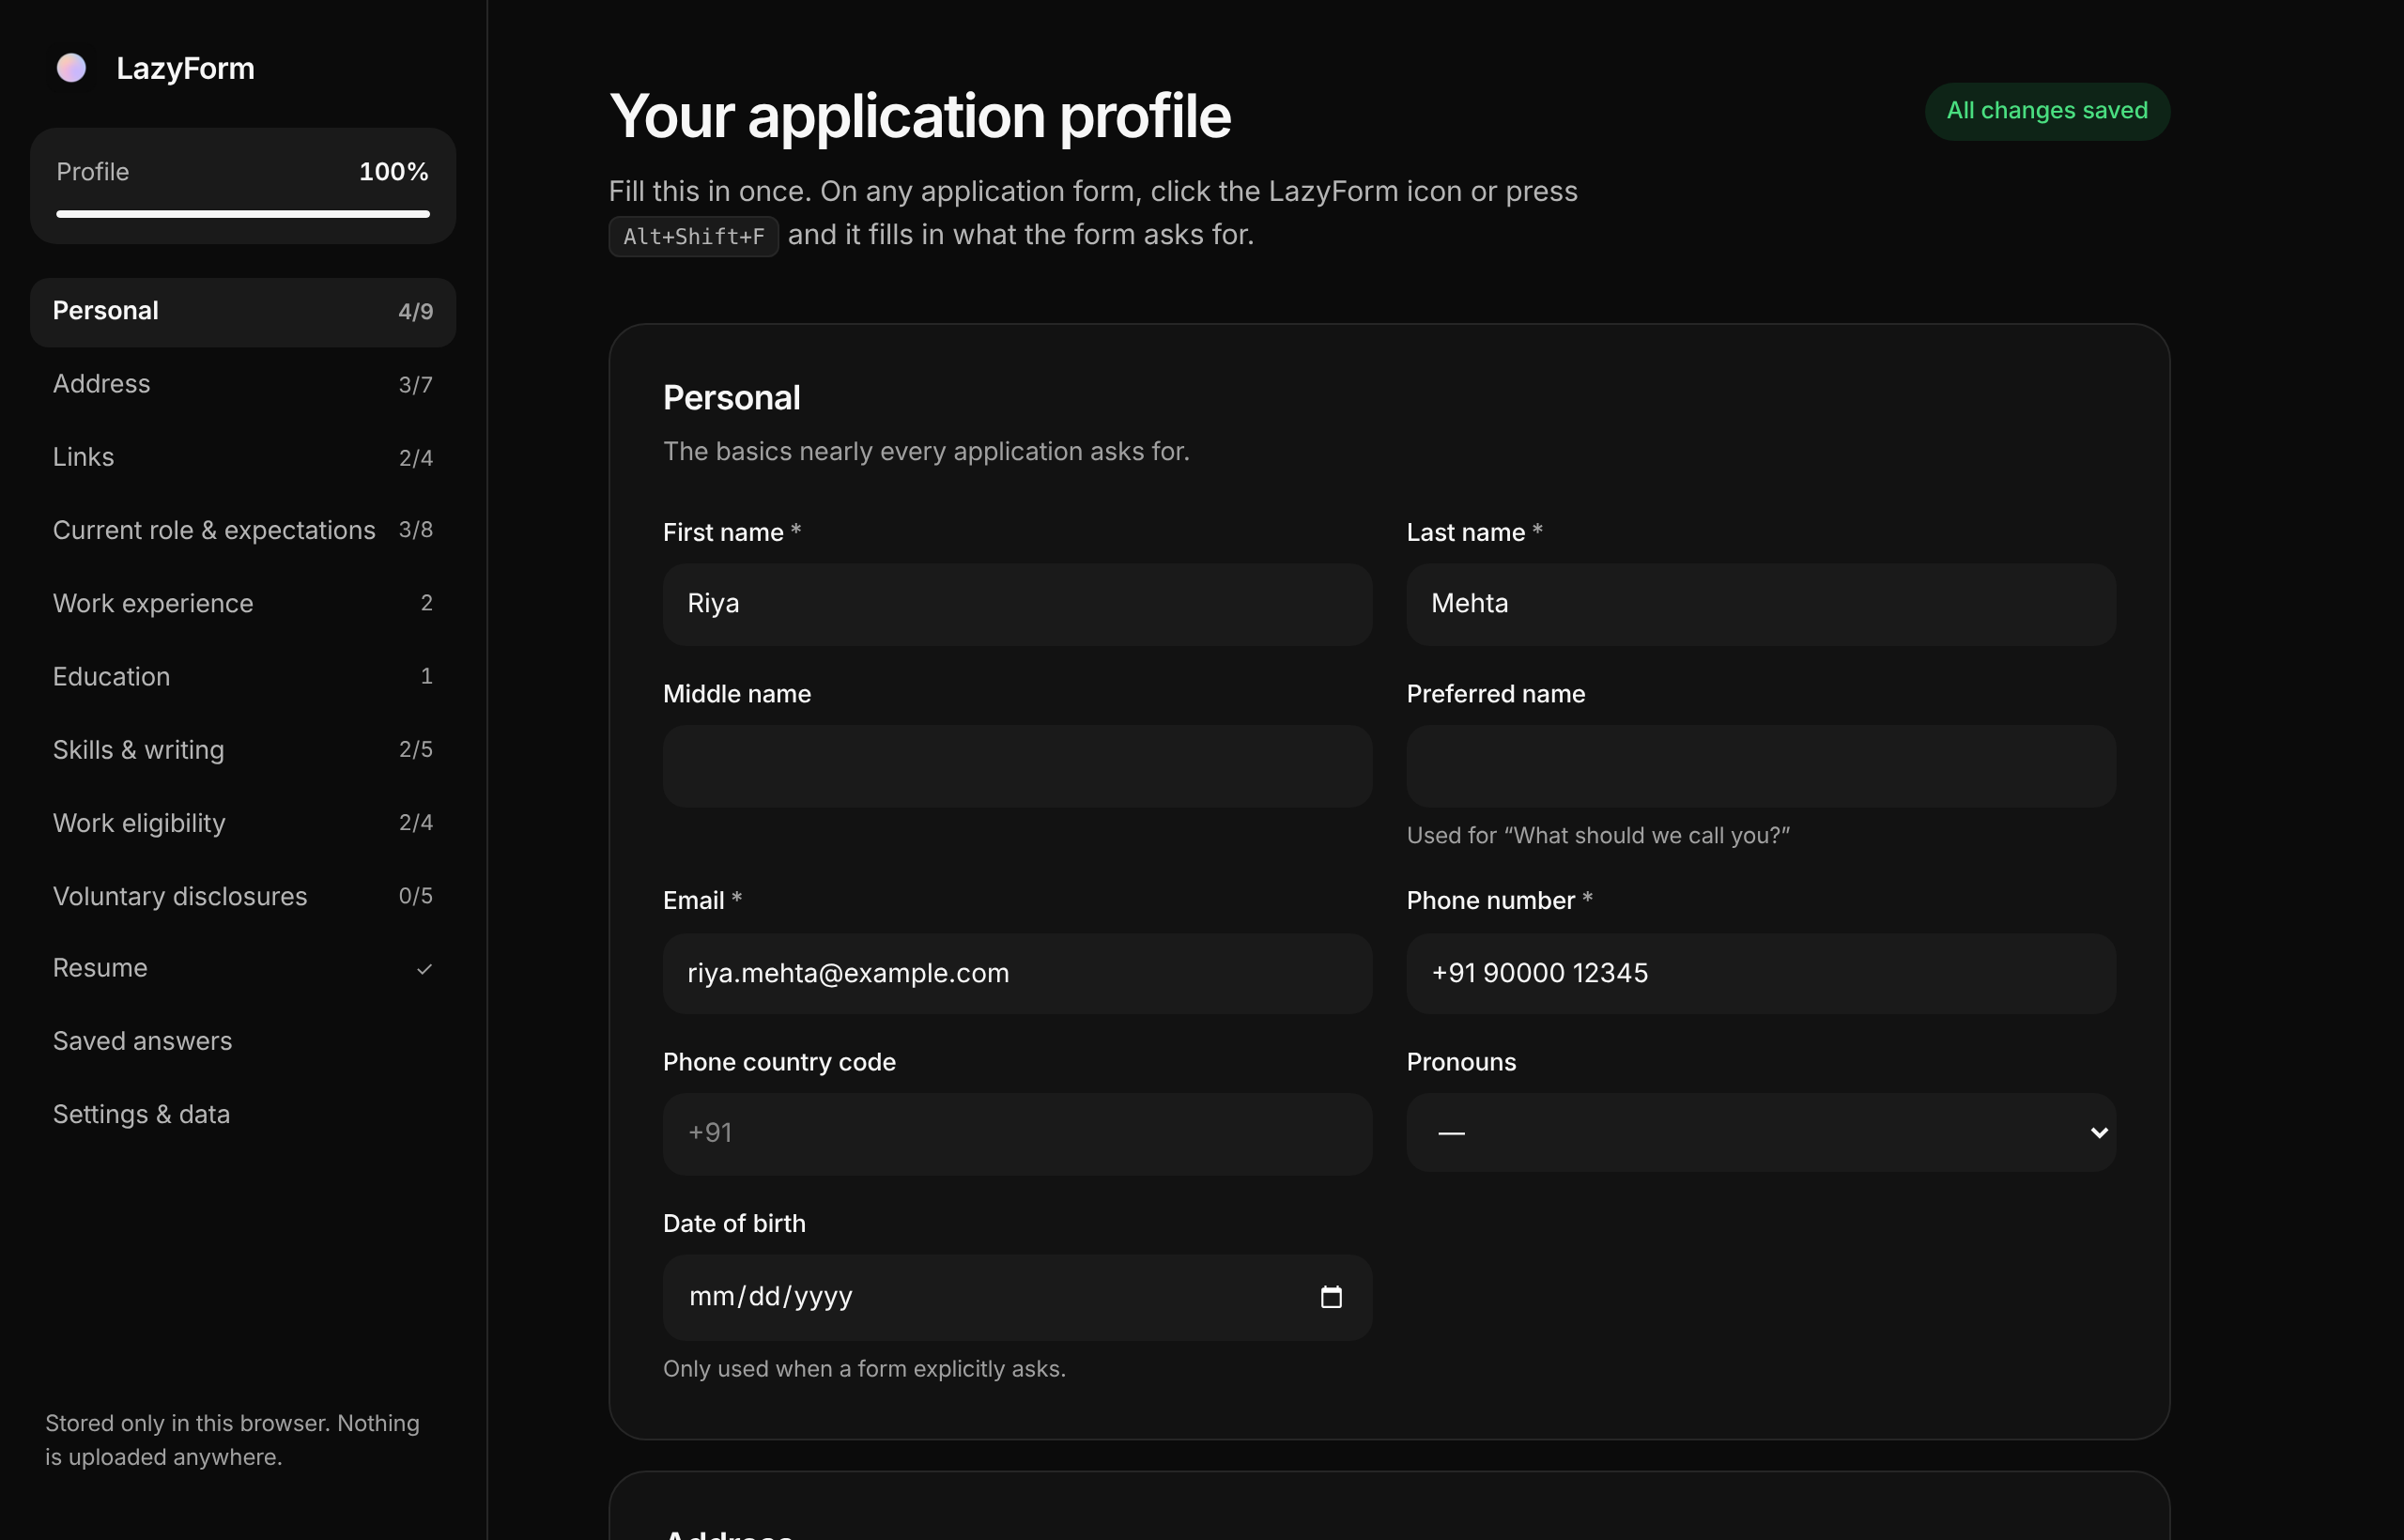 LazyForm
Profile 100%
Personal 4/9
Address 3/7
Links 2/4
Current role & expectations 3/8
Work experience 2
Education 1
Skills & writing 2/5
Work eligibility 2/4
Voluntary disclosures 0/5
Resume ✓
Saved answers
Settings & data
Stored only in this browser. Nothing
is uploaded anywhere.
Your application profile
All changes saved
Fill this in once. On any application form, click the LazyForm icon or press
Alt+Shift+F and it fills in what the form asks for.
Personal
The basics nearly every application asks for.
First name *
Last name *
Riya
Mehta
Middle name
Preferred name
Used for “What should we call you?”
Email *
Phone number *
riya.mehta@example.com
+91 90000 12345
Phone country code
Pronouns
+91
—
Date of birth
mm/dd/yyyy
Only used when a form explicitly asks.
Address